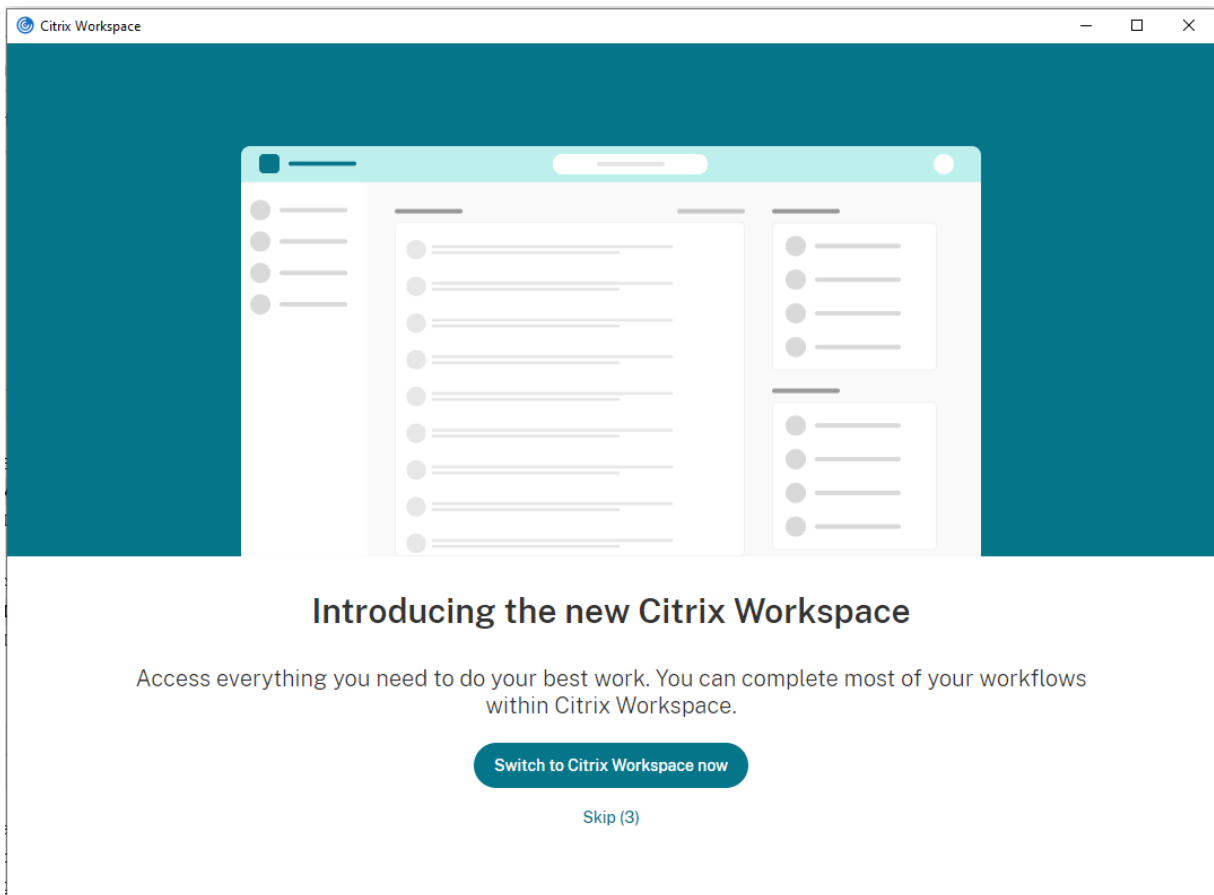 Citrix Workspace
Introducing the new Citrix Workspace
Access everything you need to do your best work. You can complete most of your workflows
within Citrix Workspace.
Switch to Citrix Workspace now
Skip (3)